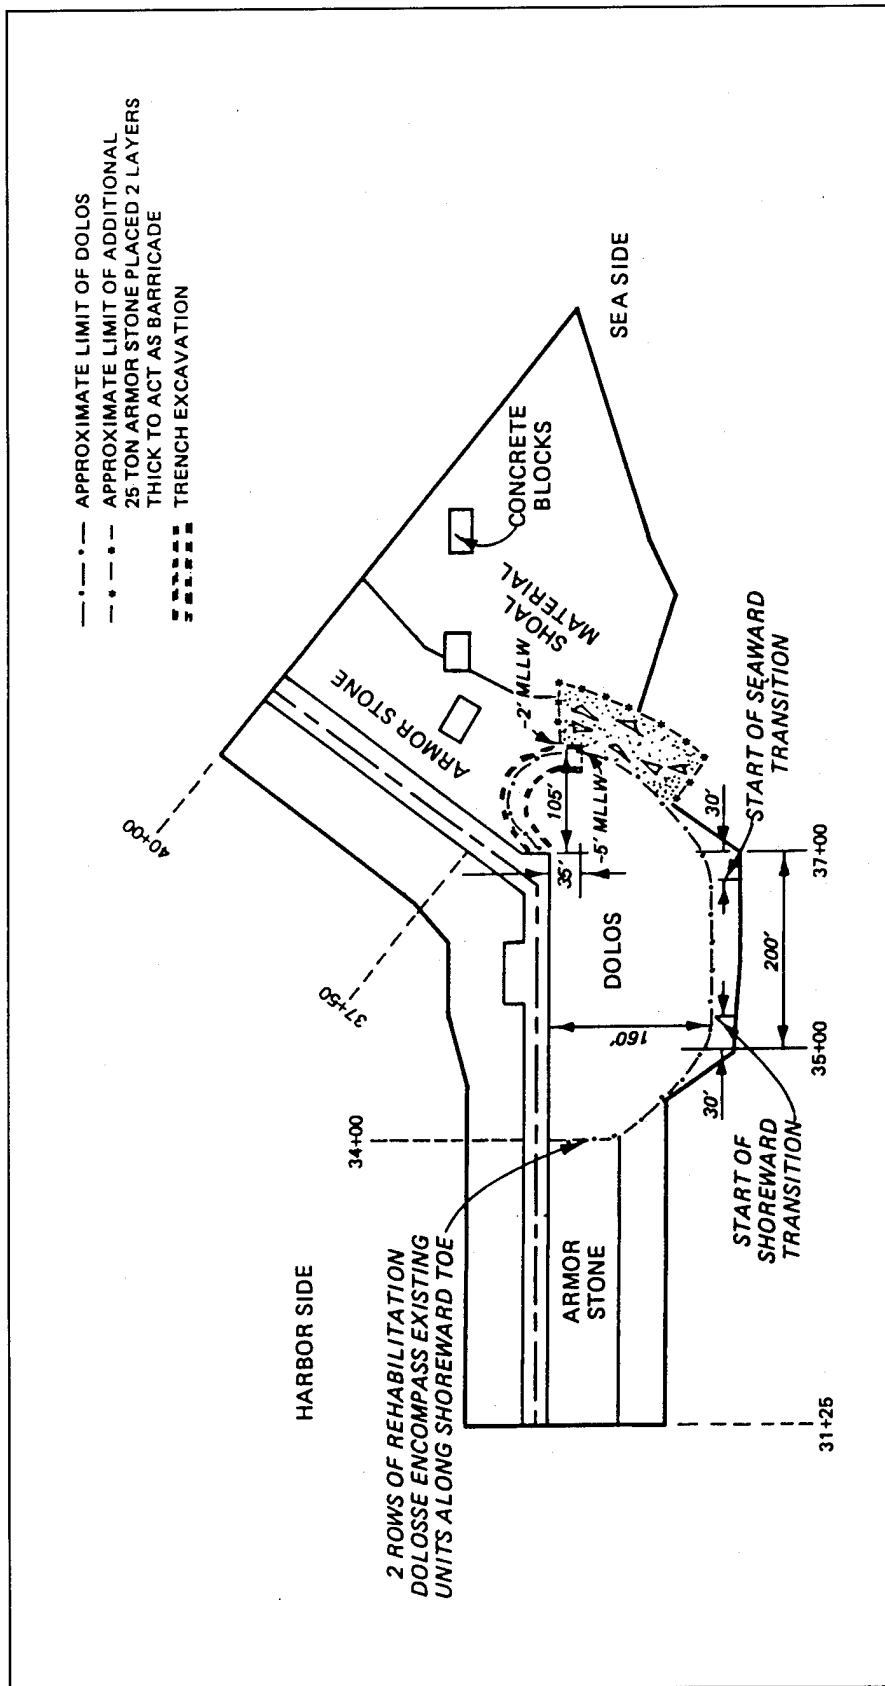 —·—·— APPROXIMATE LIMIT OF DOLOS
—*—*— APPROXIMATE LIMIT OF ADDITIONAL
25 TON ARMOR STONE PLACED 2 LAYERS
THICK TO ACT AS BARRICADE
TRENCH EXCAVATION
HARBOR SIDE
SEA SIDE
2 ROWS OF REHABILITATION
DOLOSSE ENCOMPASS EXISTING
UNITS ALONG SHOREWARD TOE
34+00
37+50
40+00
ARMOR STONE
CONCRETE
BLOCKS
SHOAL
MATERIAL
-2' MLLW
-5' MLLW
105'
35'
DOLOS
160'
ARMOR
STONE
30'
30'
200'
START OF
SHOREWARD
TRANSITION
START OF SEAWARD
TRANSITION
31+25
35+00
37+00